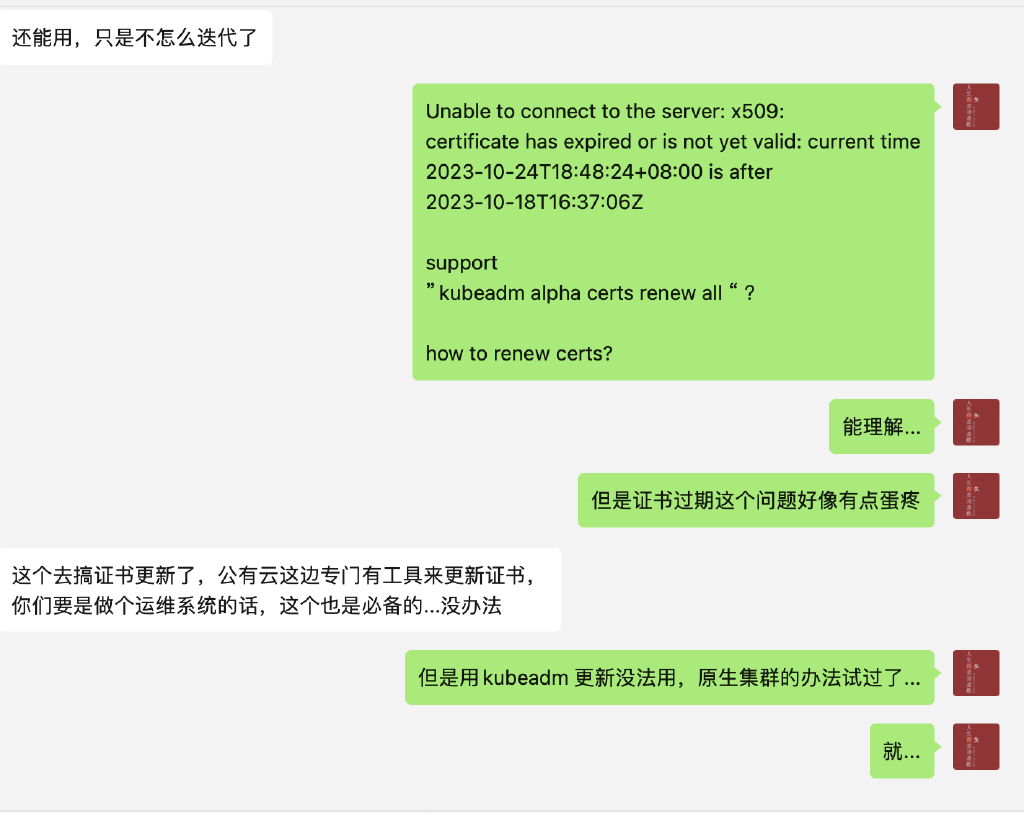 还能用，只是不怎么迭代了
Unable to connect to the server: x509:
certificate has expired or is not yet valid: current time
2023-10-24T18:48:24+08:00 is after
2023-10-18T16:37:06Z
support
”kubeadm alpha certs renew all “ ?
how to renew certs?
能理解...
但是证书过期这个问题好像有点蛋疼
这个去搞证书更新了，公有云这边专门有工具来更新证书，
你们要是做个运维系统的话，这个也是必备的...没办法
但是用kubeadm 更新没法用，原生集群的办法试过了...
就...